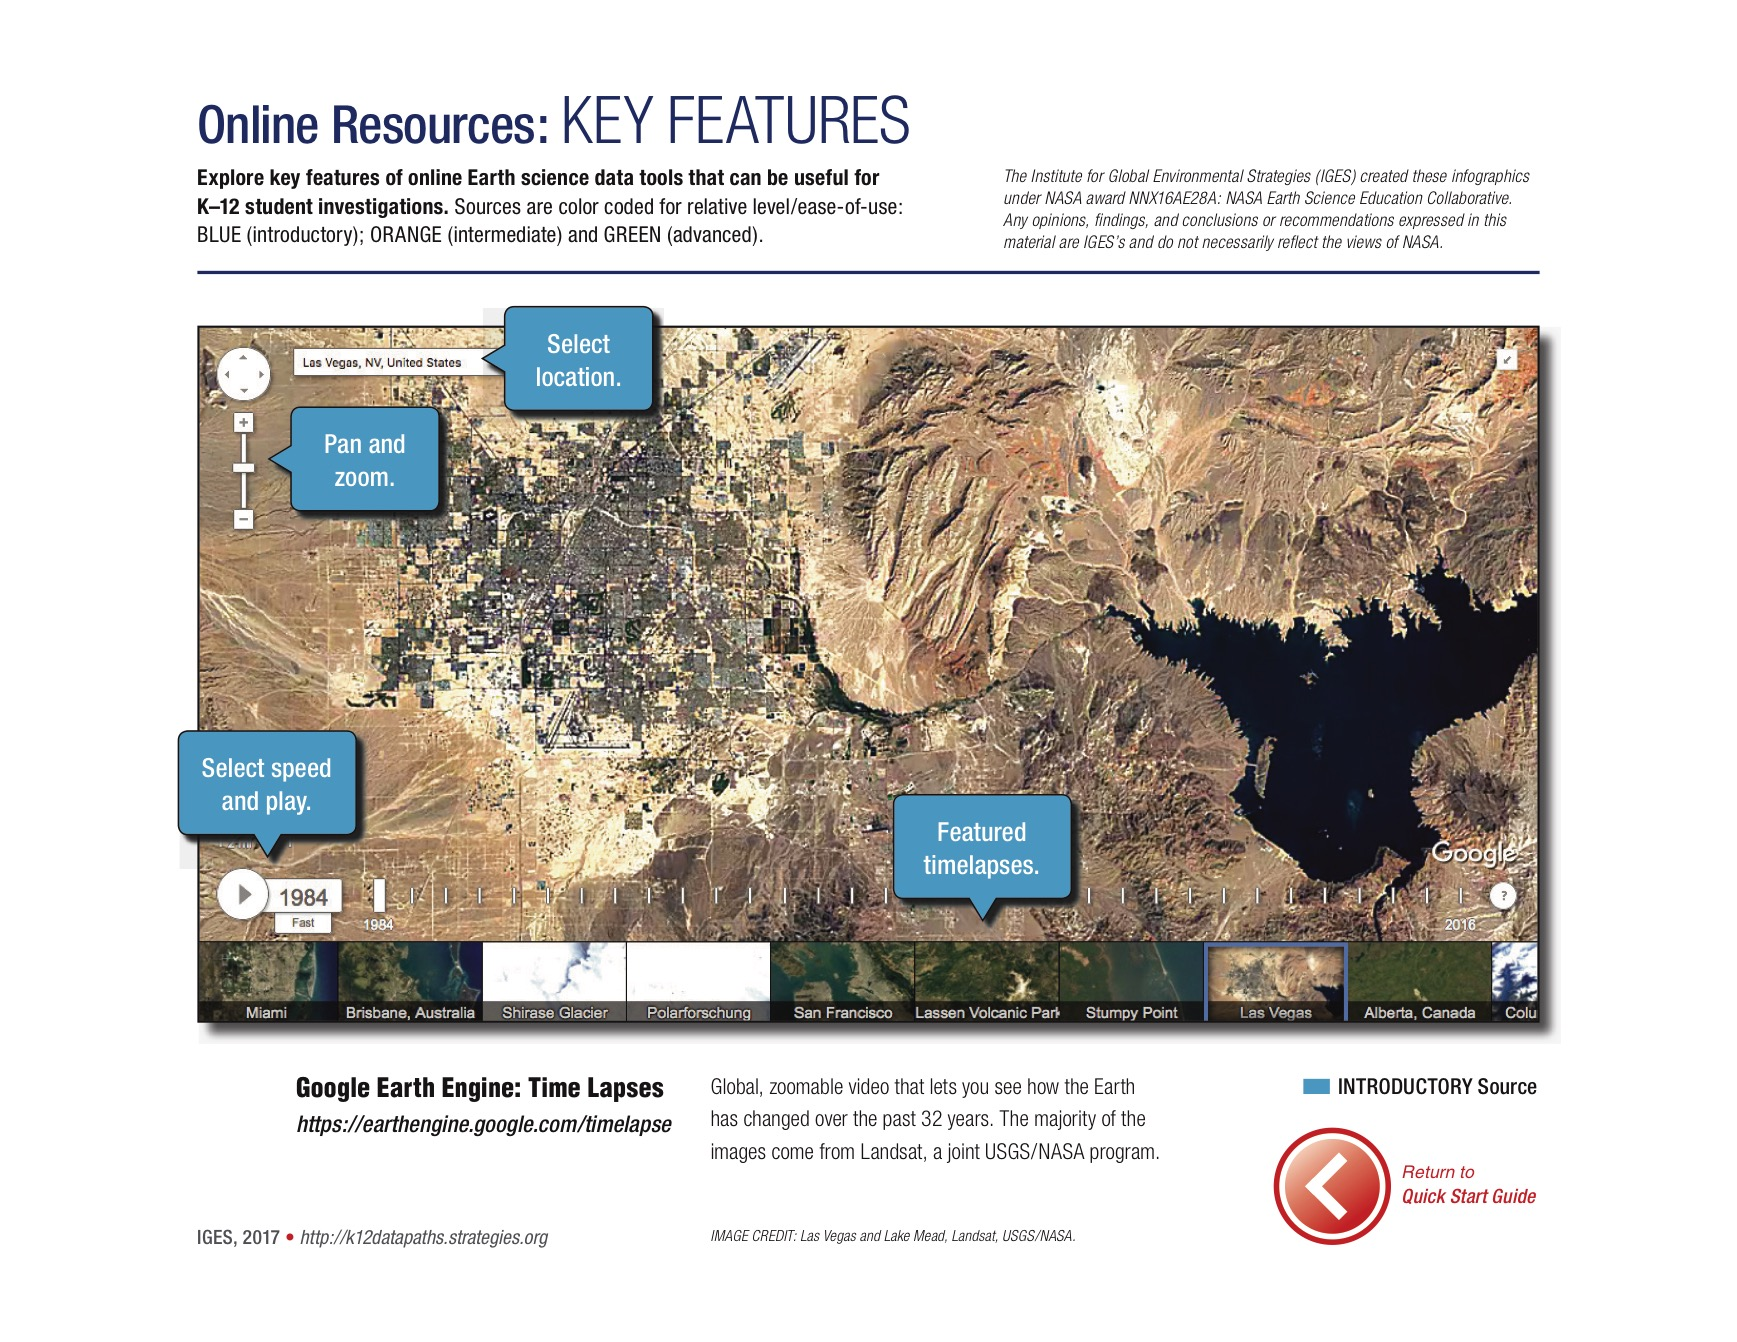 Online Resources: KEY FEATURES
Explore key features of online Earth science data tools that can be useful for
K–12 student investigations. Sources are color coded for relative level/ease-of-use:
BLUE (introductory); ORANGE (intermediate) and GREEN (advanced).
The Institute for Global Environmental Strategies (IGES) created these infographics
under NASA award NNX16AE28A: NASA Earth Science Education Collaborative.
Any opinions, findings, and conclusions or recommendations expressed in this
material are IGES's and do not necessarily reflect the views of NASA.
Las Vegas, NV, United States
Select
location.
Pan and
zoom.
Select speed
and play.
Featured
timelapses.
Google
1984
Fast
1984
2016
?
Miami
Brisbane, Australia
Shirase Glacier
Polarforschung
San Francisco
Lassen Volcanic Park
Stumpy Point
Las Vegas
Alberta, Canada
Colu
Google Earth Engine: Time Lapses
https://earthengine.google.com/timelapse
Global, zoomable video that lets you see how the Earth
has changed over the past 32 years. The majority of the
images come from Landsat, a joint USGS/NASA program.
INTRODUCTORY Source
Return to
Quick Start Guide
IGES, 2017 • http://k12datapaths.strategies.org
IMAGE CREDIT: Las Vegas and Lake Mead, Landsat, USGS/NASA.